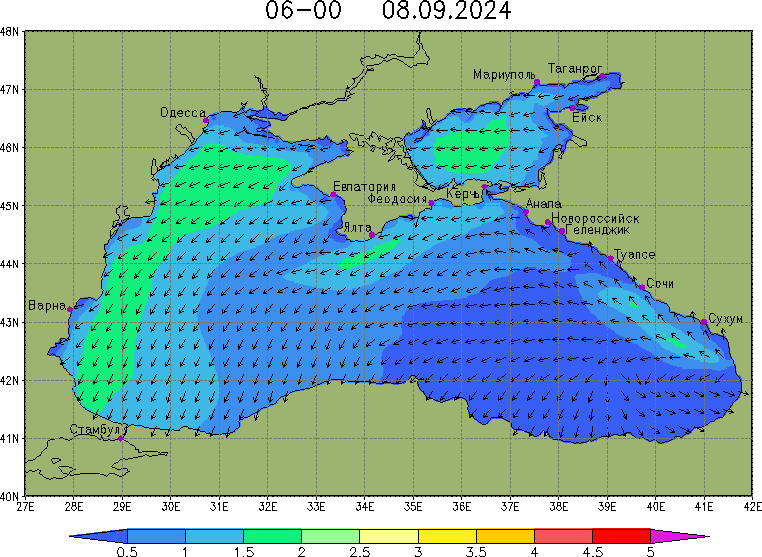 06-00 08.09.2024
48N
47N
46N
45N
44N
43N
42N
41N
40N
Таганрог
Мариуполь
Одесса
Ейск
Евпатория
Феодосия
Керчь
Анапа
Новороссийск
Геленджик
Ялта
Туапсе
Сочи
Варна
Сухум
Стамбул
27E 28E 29E 30E 31E 32E 33E 34E 35E 36E 37E 38E 39E 40E 41E 42E
0.5 1 1.5 2 2.5 3 3.5 4 4.5 5